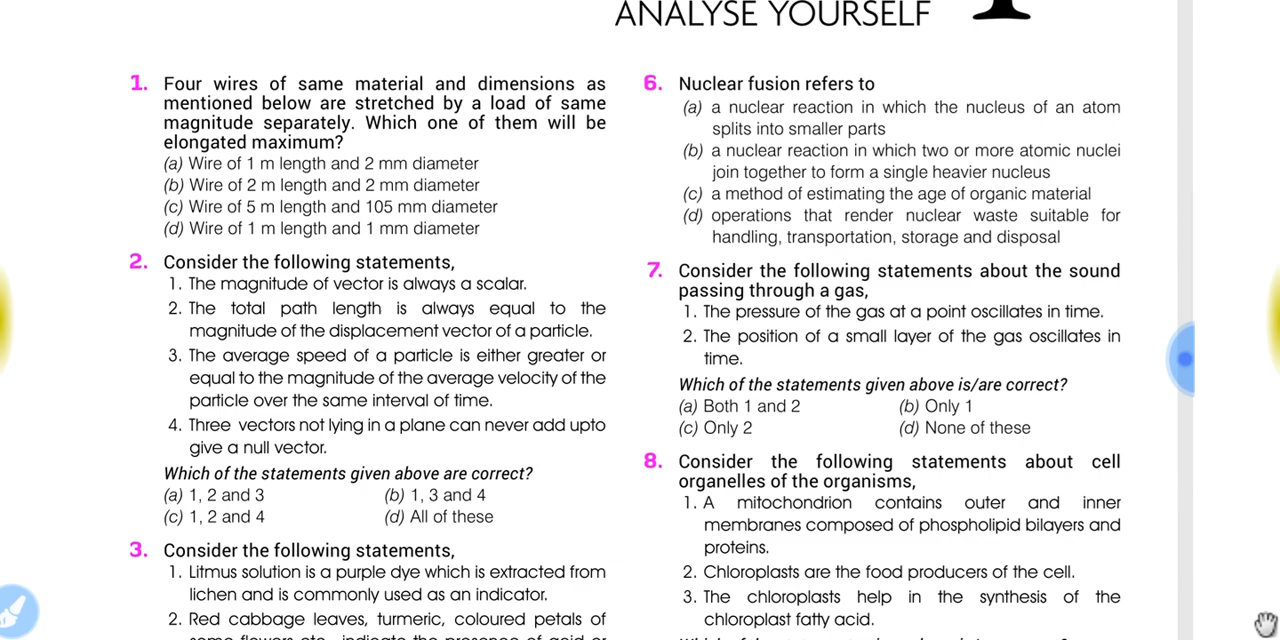 ANALYSE YOURSELF
1. Four wires of same material and dimensions as
mentioned below are stretched by a load of same
magnitude separately. Which one of them will be
elongated maximum?
(a) Wire of 1 m length and 2 mm diameter
(b) Wire of 2 m length and 2 mm diameter
(c) Wire of 5 m length and 105 mm diameter
(d) Wire of 1 m length and 1 mm diameter
2. Consider the following statements,
1. The magnitude of vector is always a scalar.
2. The total path length is always equal to the
magnitude of the displacement vector of a particle.
3. The average speed of a particle is either greater or
equal to the magnitude of the average velocity of the
particle over the same interval of time.
4. Three vectors not lying in a plane can never add upto
give a null vector.
Which of the statements given above are correct?
(a) 1, 2 and 3 (b) 1, 3 and 4
(c) 1, 2 and 4 (d) All of these
3. Consider the following statements,
1. Litmus solution is a purple dye which is extracted from
lichen and is commonly used as an indicator.
2. Red cabbage leaves, turmeric, coloured petals of
6. Nuclear fusion refers to
(a) a nuclear reaction in which the nucleus of an atom
splits into smaller parts
(b) a nuclear reaction in which two or more atomic nuclei
join together to form a single heavier nucleus
(c) a method of estimating the age of organic material
(d) operations that render nuclear waste suitable for
handling, transportation, storage and disposal
7. Consider the following statements about the sound
passing through a gas,
1. The pressure of the gas at a point oscillates in time.
2. The position of a small layer of the gas oscillates in
time.
Which of the statements given above is/are correct?
(a) Both 1 and 2 (b) Only 1
(c) Only 2 (d) None of these
8. Consider the following statements about cell
organelles of the organisms,
1. A mitochondrion contains outer and inner
membranes composed of phospholipid bilayers and
proteins.
2. Chloroplasts are the food producers of the cell.
3. The chloroplasts help in the synthesis of the
chloroplast fatty acid.